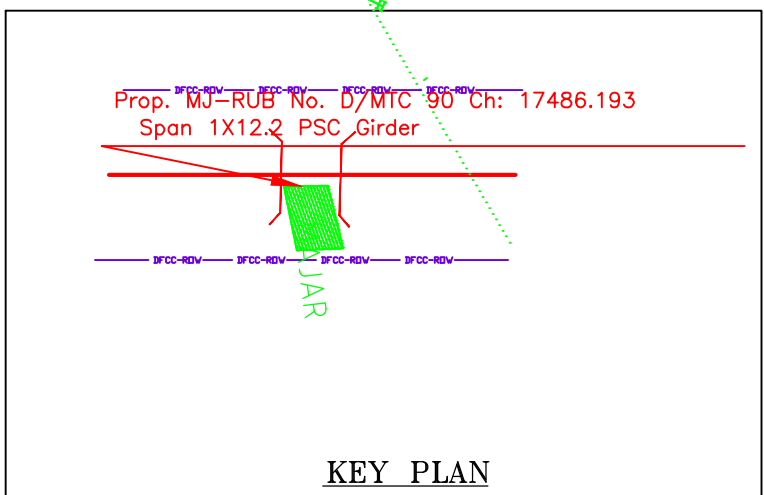 DFCC-ROW DFCC-ROW DFCC-ROW DFCC-ROW
Prop. MJ-RUB No. D/MTC 90 Ch: 17486.193
Span 1X12.2 PSC Girder
DFCC-ROW DFCC-ROW DFCC-ROW DFCC-ROW
KEY PLAN